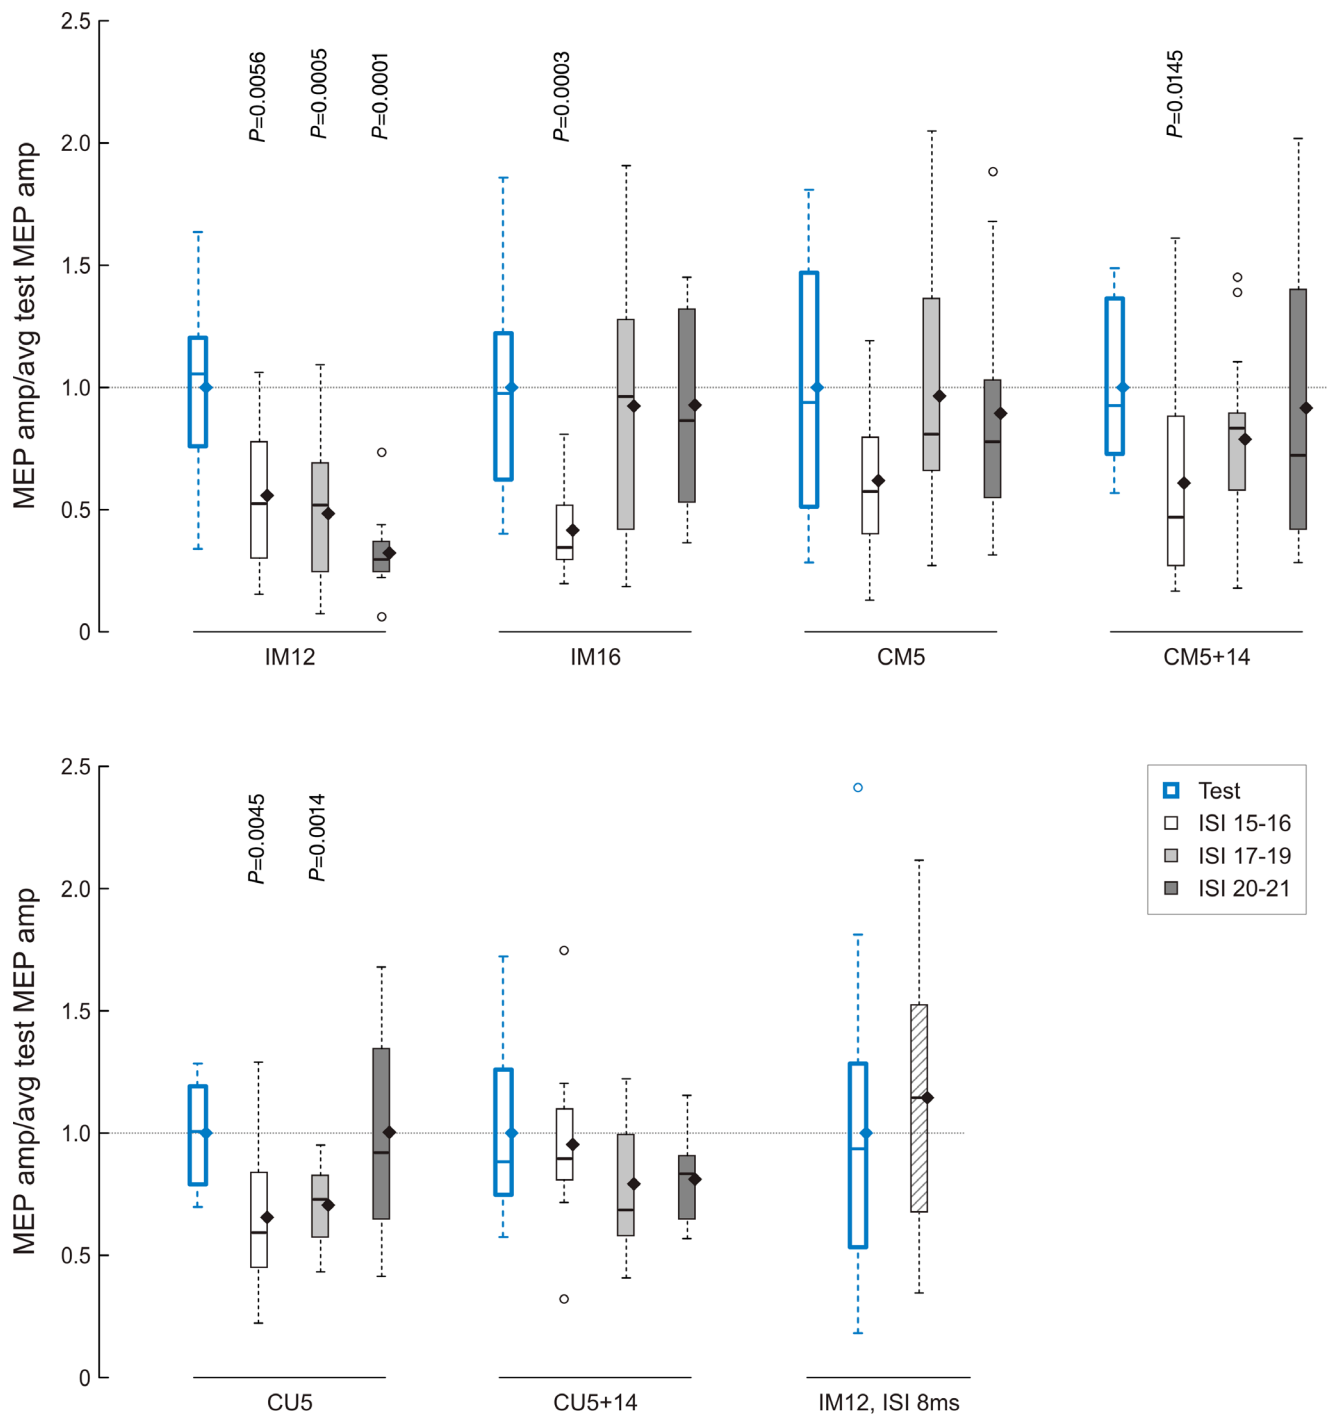 2.5
2.0
1.5
1.0
0.5
0
MEP amp/avg test MEP amp
P=0.0056
P=0.0005
P=0.0001
P=0.0003
P=0.0145
IM12
IM16
CM5
CM5+14
2.5
2.0
1.5
1.0
0.5
0
MEP amp/avg test MEP amp
P=0.0045
P=0.0014
Test
ISI 15-16
ISI 17-19
ISI 20-21
CU5
CU5+14
IM12, ISI 8ms